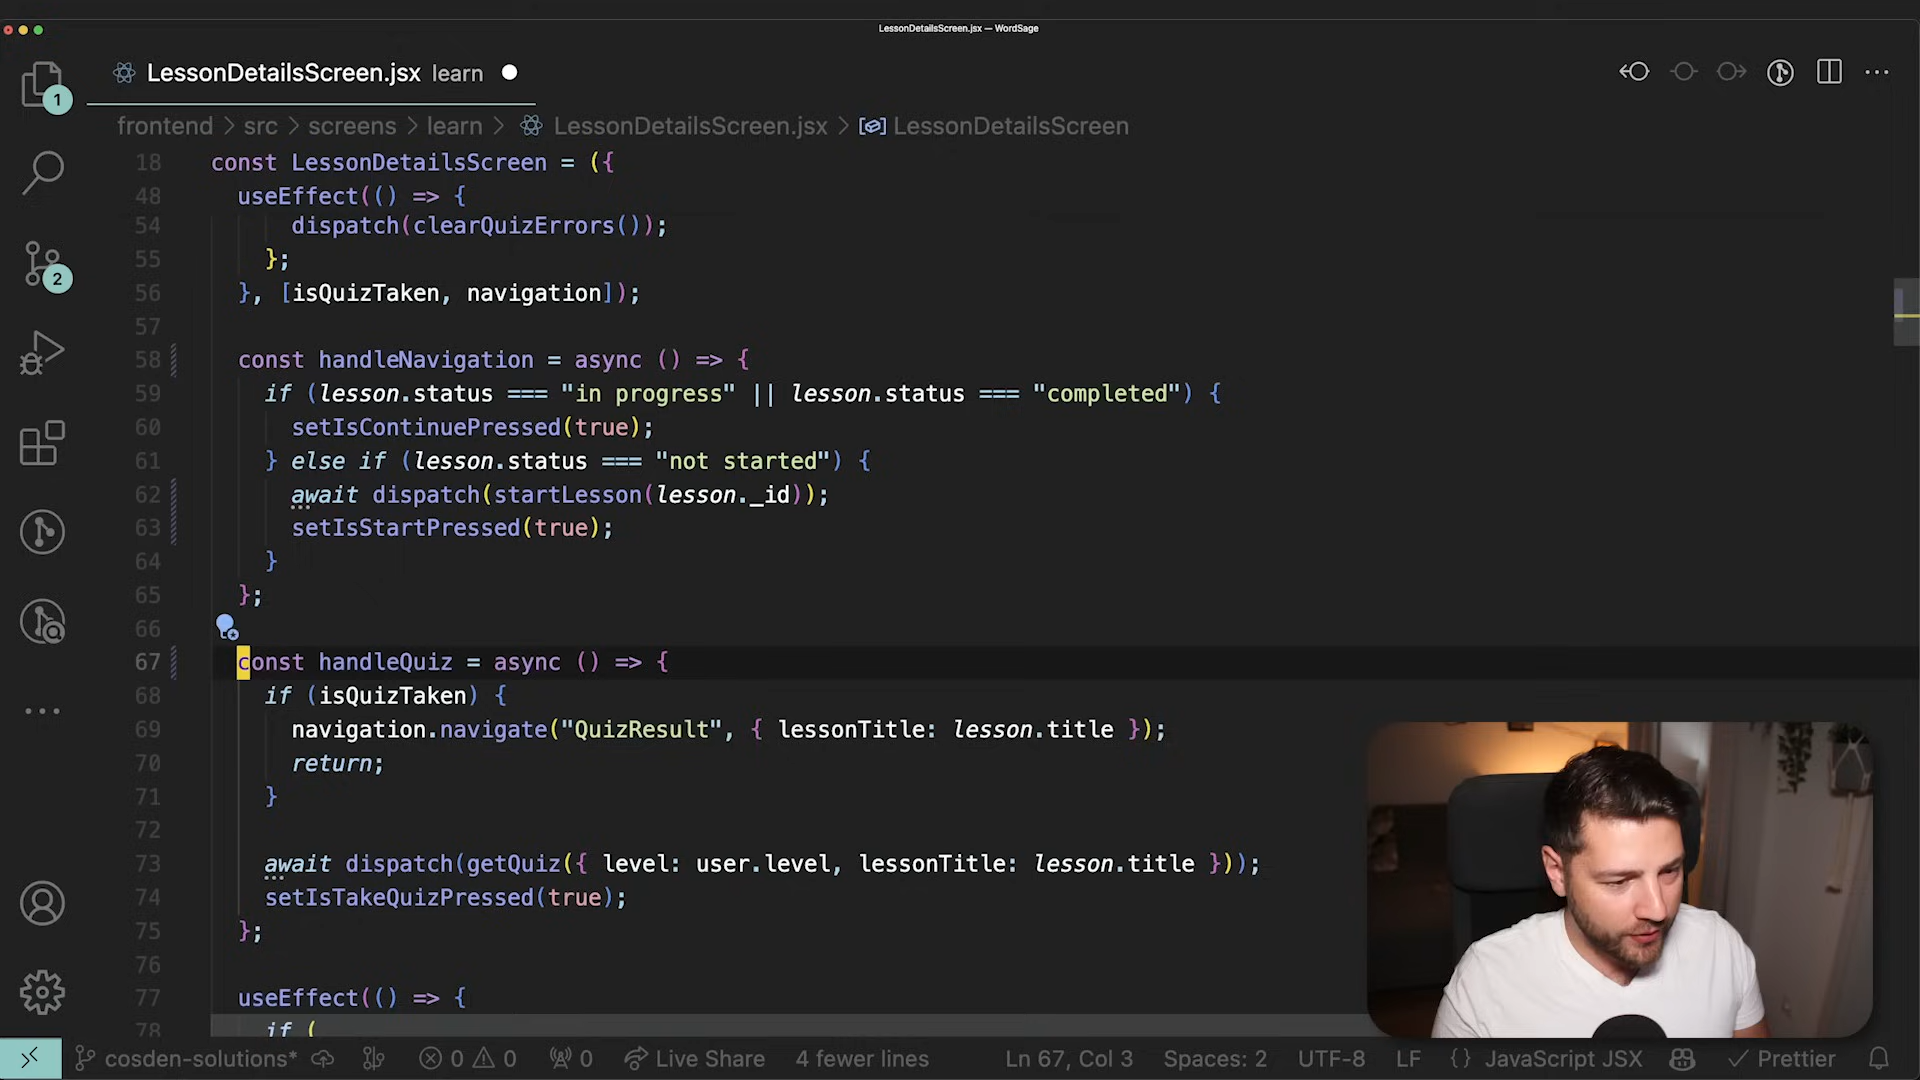 LessonDetailsScreen.jsx — WordSage
LessonDetailsScreen.jsx learn
1
frontend > src > screens > learn > LessonDetailsScreen.jsx > LessonDetailsScreen
18 const LessonDetailsScreen = ({
48 useEffect(() => {
54 dispatch(clearQuizErrors());
55 };
56 }, [isQuizTaken, navigation]);
57
58 const handleNavigation = async () => {
59 if (lesson.status === "in progress" || lesson.status === "completed") {
60 setIsContinuePressed(true);
61 } else if (lesson.status === "not started") {
62 await dispatch(startLesson(lesson._id));
63 setIsStartPressed(true);
64 }
65 };
66
67 const handleQuiz = async () => {
68 if (isQuizTaken) {
69 navigation.navigate("QuizResult", { lessonTitle: lesson.title });
70 return;
71 }
72
73 await dispatch(getQuiz({ level: user.level, lessonTitle: lesson.title }));
74 setIsTakeQuizPressed(true);
75 };
76
77 useEffect(() => {
78 if (
2
cosden-solutions* 0 0 0 Live Share 4 fewer lines Ln 67, Col 3 Spaces: 2 UTF-8 LF {} JavaScript JSX Prettier